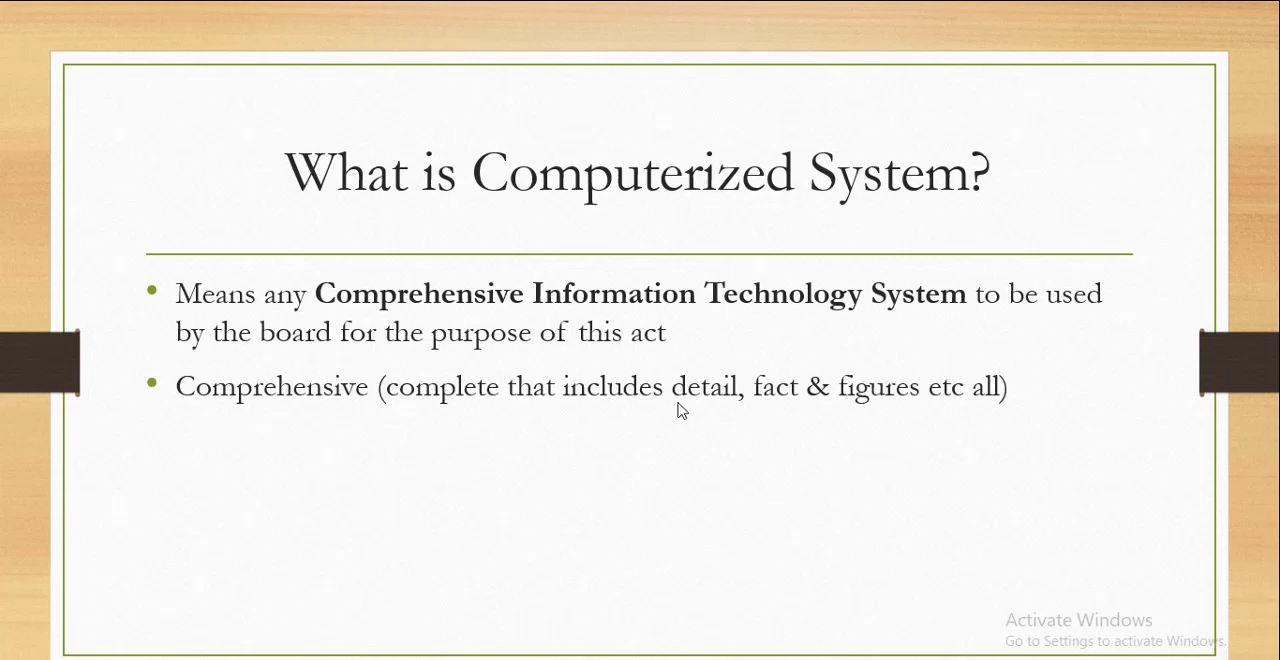 What is Computerized System?
• Means any Comprehensive Information Technology System to be used
by the board for the purpose of this act
• Comprehensive (complete that includes detail, fact & figures etc all)
Activate Windows
Go to Settings to activate Windows.